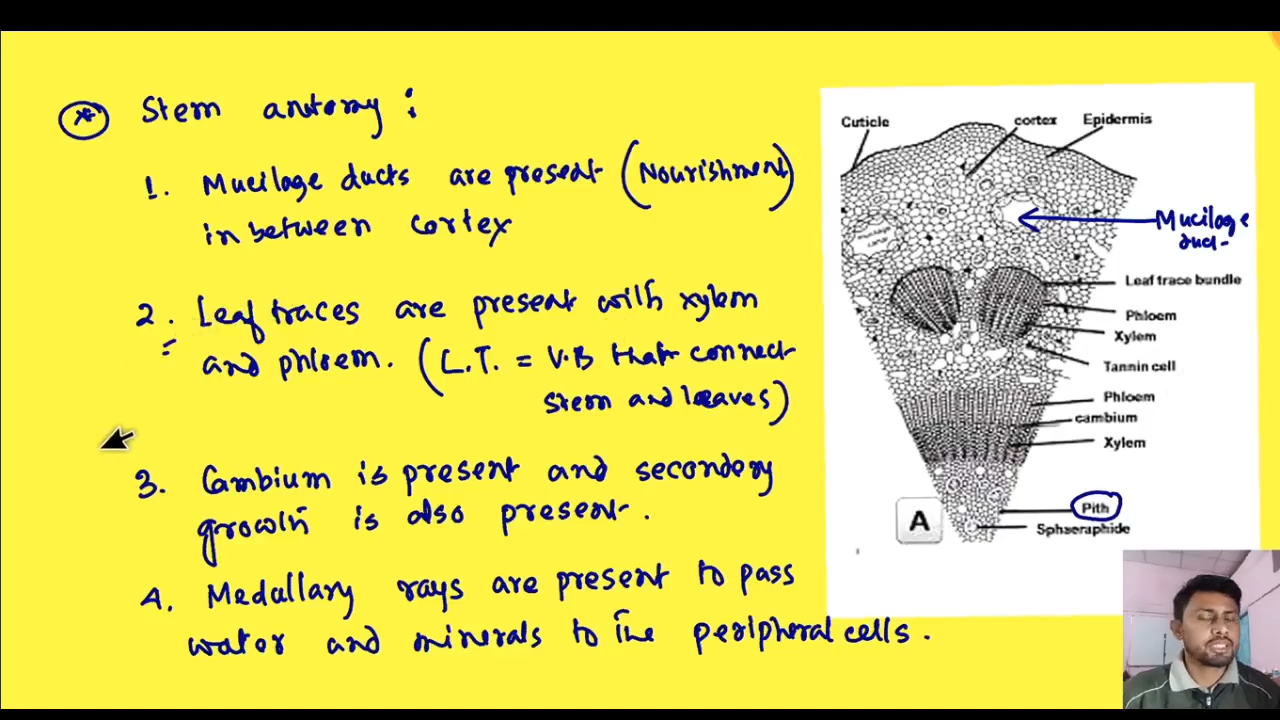 * Stem anatomy :
1. Mucilage ducts are present (Nourishment)
in between cortex
2. Leaf traces are present with xylem
and phloem. (L.T. = V.B that connect
stem and leaves)
3. Cambium is present and secondary
growth is also present.
4. Medullary rays are present to pass
water and minerals to the peripheral cells.
Cuticle
cortex
Epidermis
Mucilage
duct
Leaf trace bundle
Phloem
Xylem
Tannin cell
Phloem
cambium
Xylem
Pith
Sphaeraphide
A